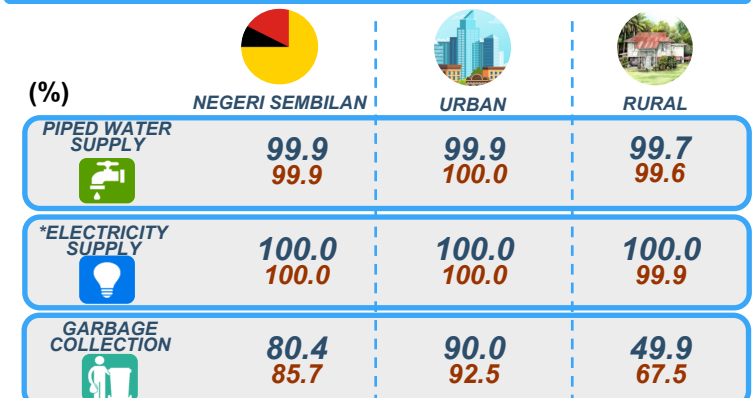 (%)
NEGERI SEMBILAN
URBAN
RURAL
PIPED WATER
SUPPLY
99.9
99.9
99.9
100.0
99.7
99.6
*ELECTRICITY
SUPPLY
100.0
100.0
100.0
100.0
100.0
99.9
GARBAGE
COLLECTION
80.4
85.7
90.0
92.5
49.9
67.5